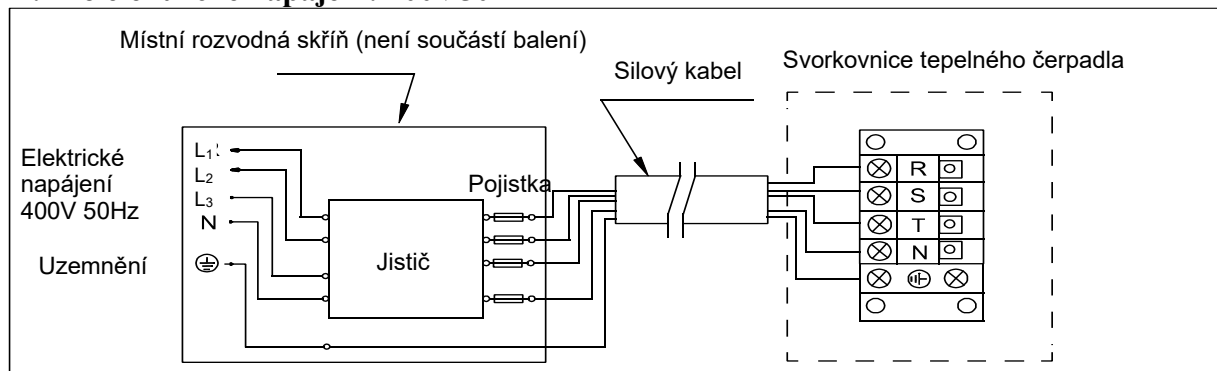 Místní rozvodná skříň (není součástí balení)
Silový kabel
Svorkovnice tepelného čerpadla
Elektrické
napájení
400V 50Hz
Uzemnění
L1
L2
L3
N
Jistič
Pojistka
R
S
T
N